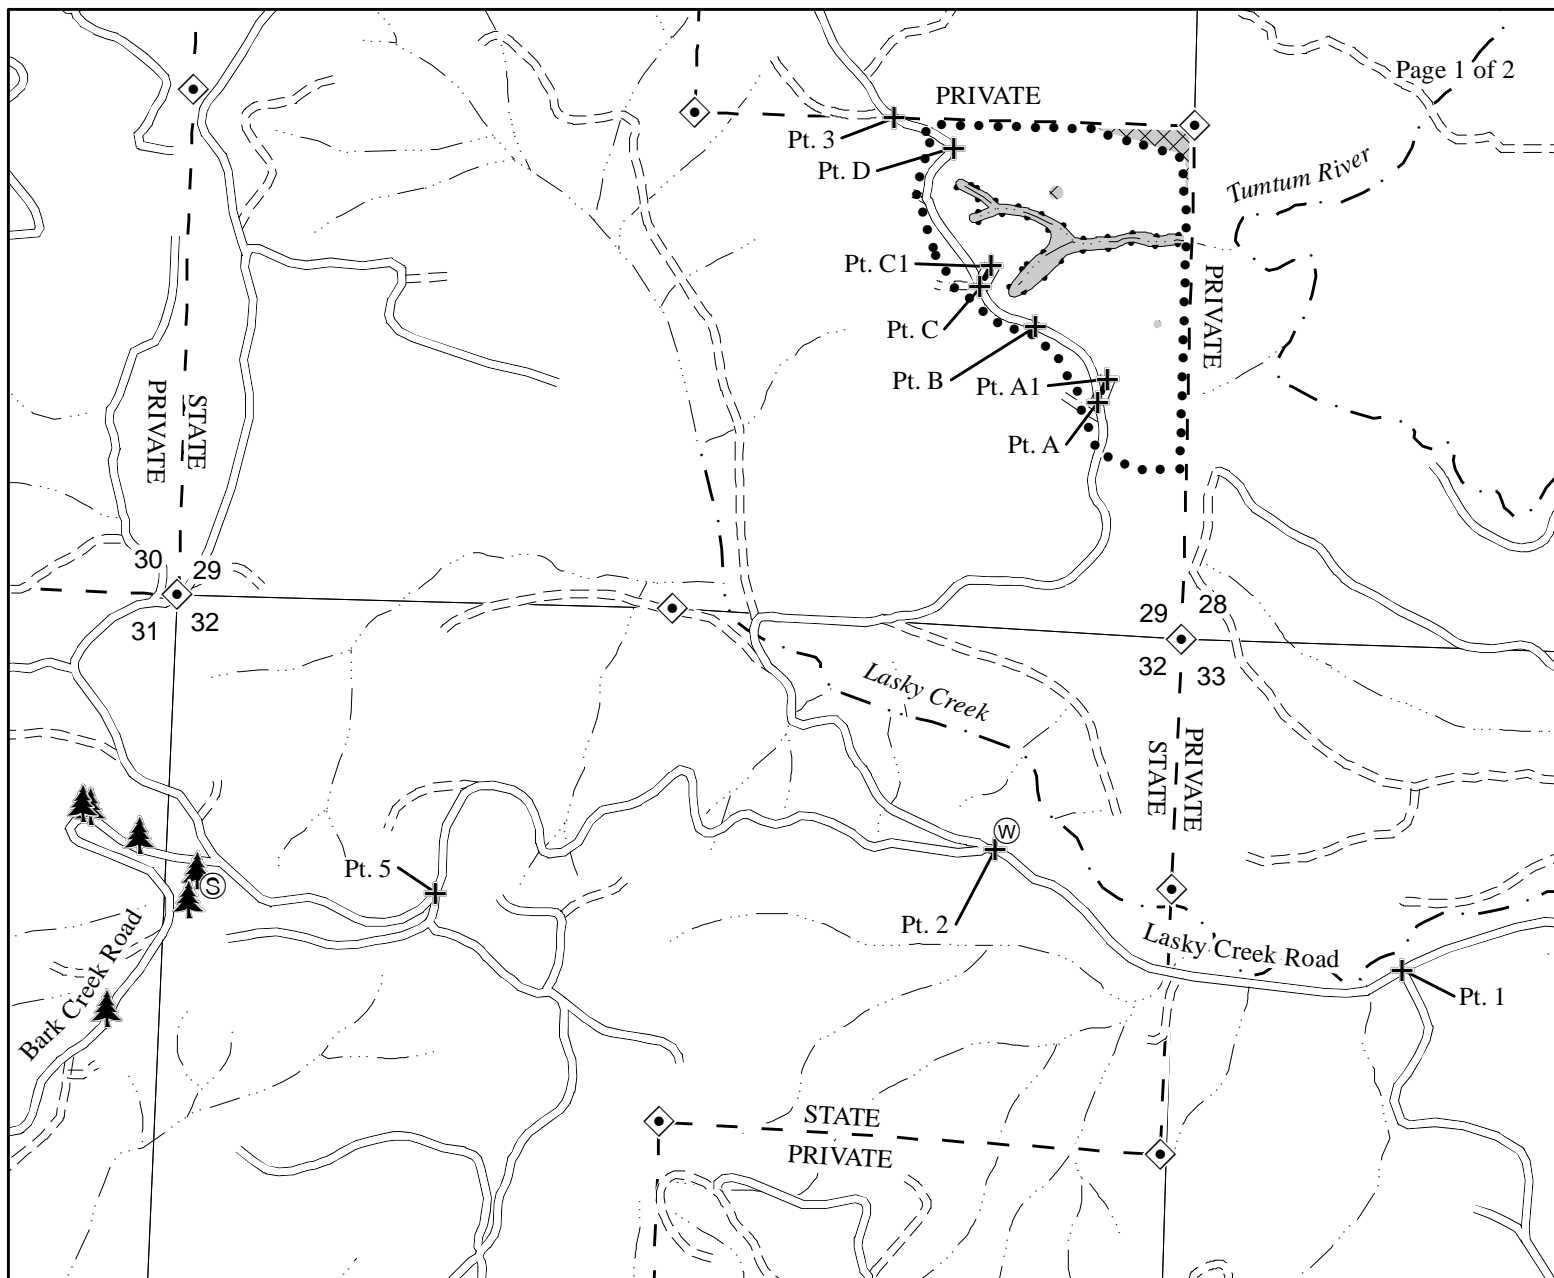 Page 1 of 2
PRIVATE
Pt. 3
Pt. D
Tumtum River
Pt. C1
PRIVATE
Pt. C
Pt. B
Pt. A1
Pt. A
STATE
PRIVATE
30
29
31
32
29
28
32
33
Lasky Creek
PRIVATE
STATE
W
Pt. 5
S
Pt. 2
Lasky Creek Road
Pt. 1
Bark Creek Road
STATE
PRIVATE